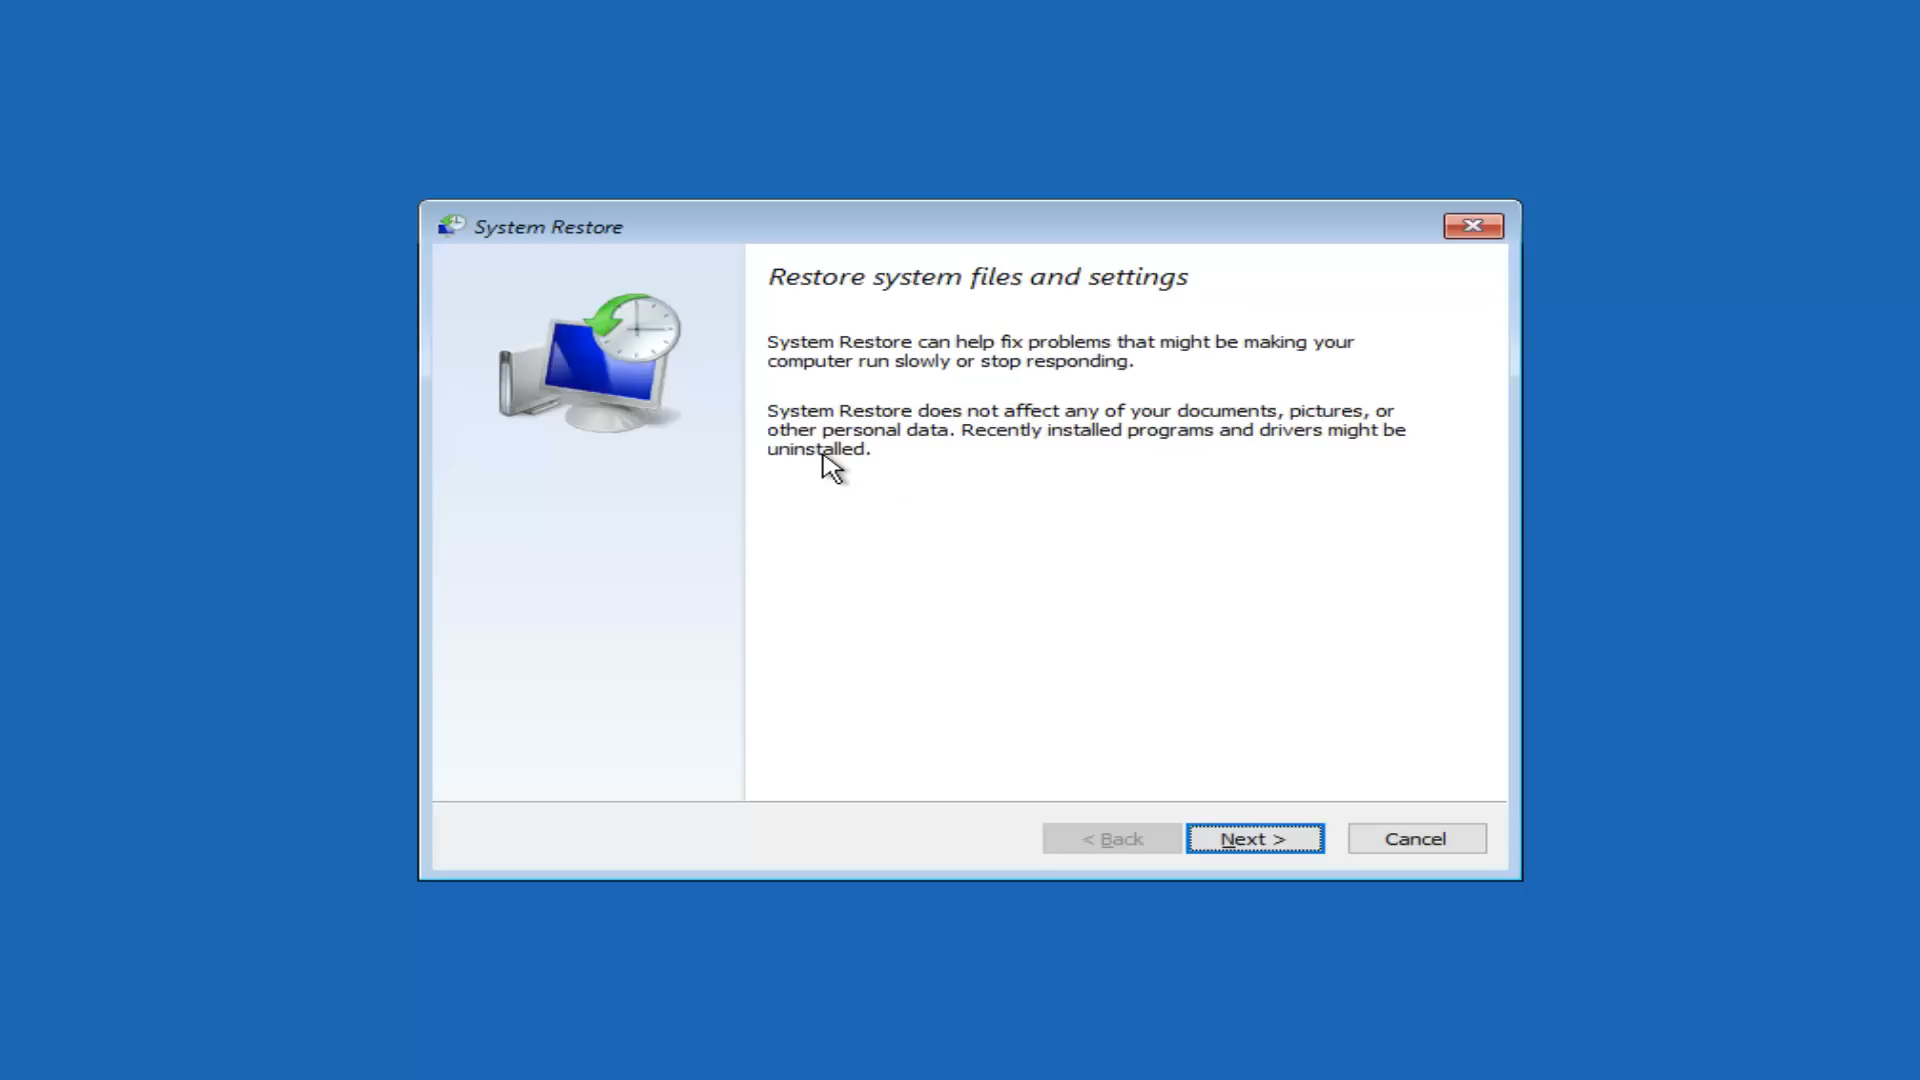 System Restore
Restore system files and settings
System Restore can help fix problems that might be making your
computer run slowly or stop responding.
System Restore does not affect any of your documents, pictures, or
other personal data. Recently installed programs and drivers might be
uninstalled.
< Back
Next >
Cancel